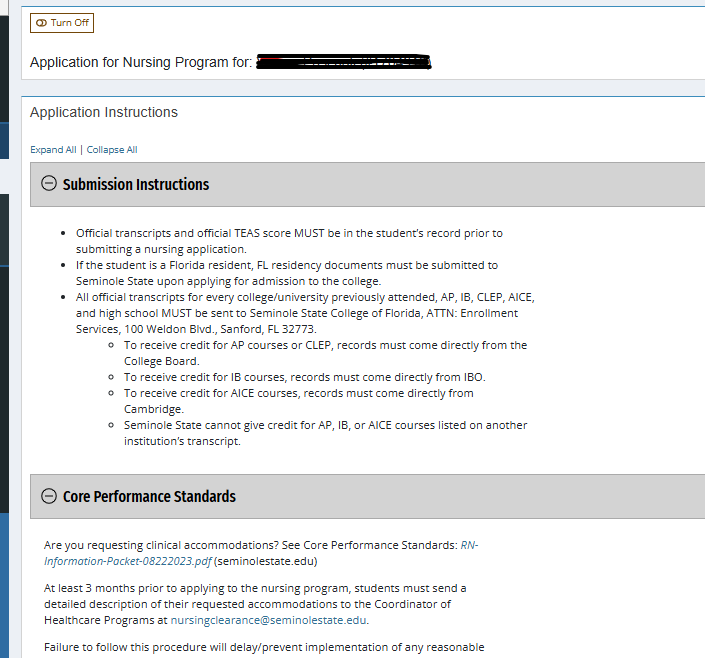 Turn Off
Application for Nursing Program for:
Application Instructions
Expand All | Collapse All
Submission Instructions
• Official transcripts and official TEAS score MUST be in the student's record prior to
submitting a nursing application.
• If the student is a Florida resident, FL residency documents must be submitted to
Seminole State upon applying for admission to the college.
• All official transcripts for every college/university previously attended, AP, IB, CLEP, AICE,
and high school MUST be sent to Seminole State College of Florida, ATTN: Enrollment
Services, 100 Weldon Blvd., Sanford, FL 32773.
◦ To receive credit for AP courses or CLEP, records must come directly from the
College Board.
◦ To receive credit for IB courses, records must come directly from IBO.
◦ To receive credit for AICE courses, records must come directly from
Cambridge.
◦ Seminole State cannot give credit for AP, IB, or AICE courses listed on another
institution's transcript.
Core Performance Standards
Are you requesting clinical accommodations? See Core Performance Standards: RN-
Information-Packet-08222023.pdf (seminolestate.edu)
At least 3 months prior to applying to the nursing program, students must send a
detailed description of their requested accommodations to the Coordinator of
Healthcare Programs at nursingclearance@seminolestate.edu.
Failure to follow this procedure will delay/prevent implementation of any reasonable